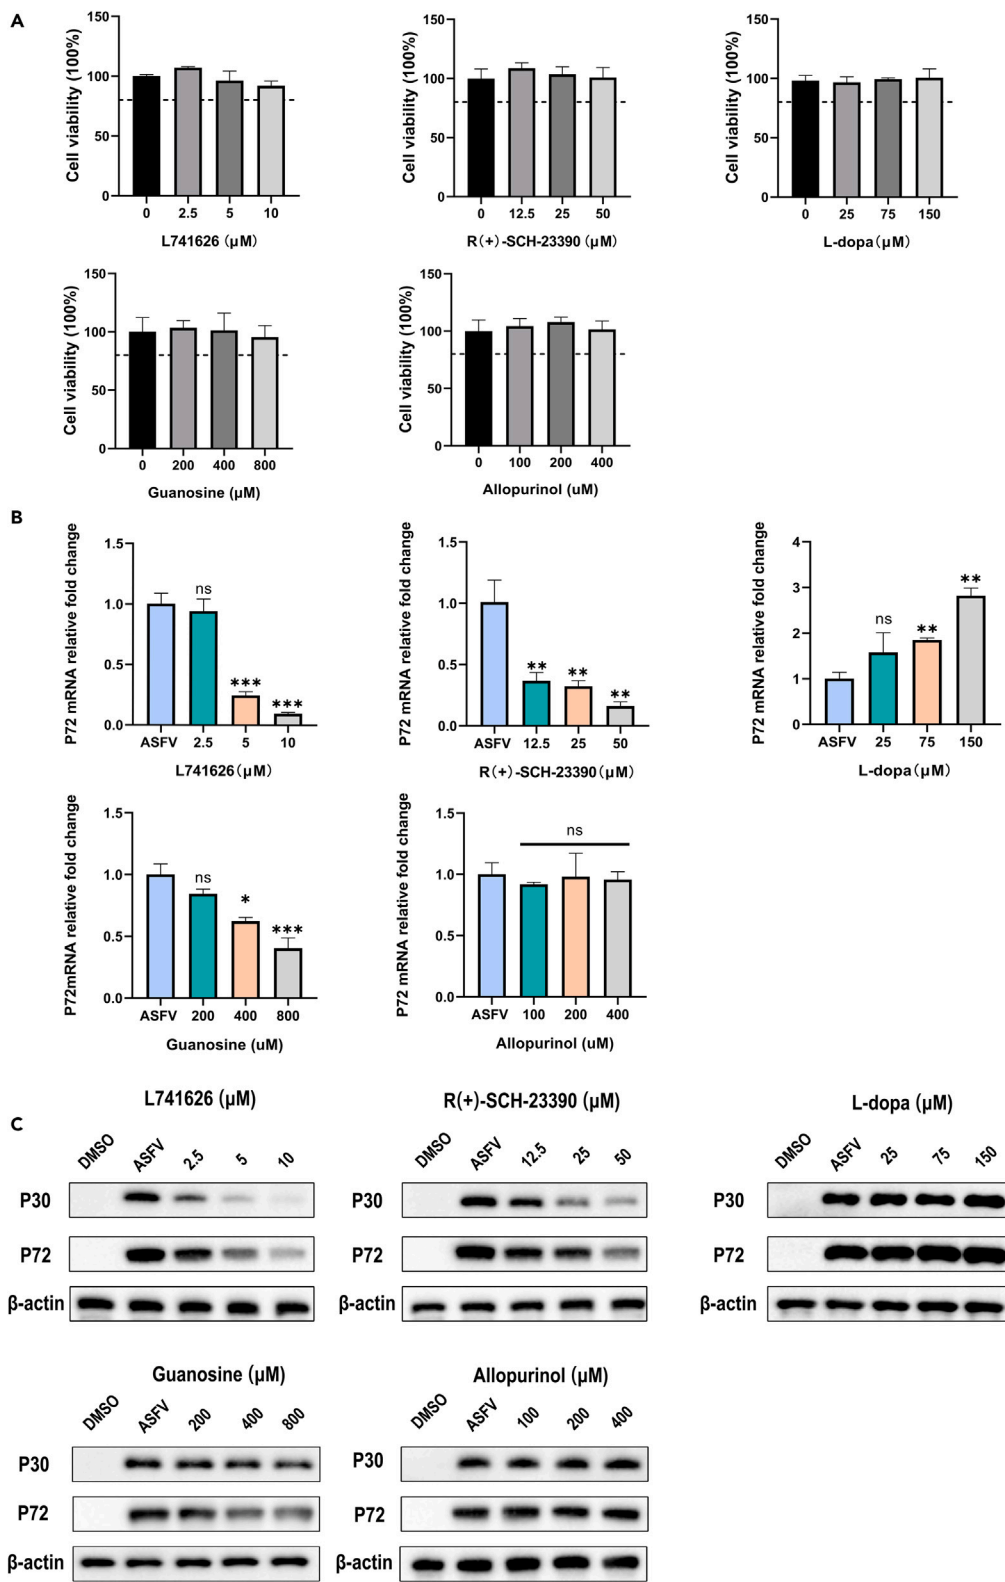 A
Cell viability (100%)
150
100
50
0
0 2.5 5 10
L741626 (μM)
Cell viability (100%)
150
100
50
0
0 12.5 25 50
R(+)-SCH-23390 (μM)
Cell viability (100%)
150
100
50
0
0 25 75 150
L-dopa(μM)
Cell viability (100%)
150
100
50
0
0 200 400 800
Guanosine (μM)
Cell viability (100%)
150
100
50
0
0 100 200 400
Allopurinol (uM)
B
P72 mRNA relative fold change
1.5
1.0
0.5
0.0
ns
***
***
ASFV 2.5 5 10
L741626(μM)
P72 mRNA relative fold change
1.5
1.0
0.5
0.0
**
**
**
ASFV 12.5 25 50
R(+)-SCH-23390(μM)
P72 mRNA relative fold change
4
3
2
1
0
ns
**
**
ASFV 25 75 150
L-dopa(μM)
P72mRNA relative fold change
1.5
1.0
0.5
0.0
ns
*
***
ASFV 200 400 800
Guanosine (uM)
P72 mRNA relative fold change
1.5
1.0
0.5
0.0
ns
ASFV 100 200 400
Allopurinol (uM)
C
L741626 (μM)
DMSO ASFV 2.5 5 10
P30
P72
β-actin
R(+)-SCH-23390 (μM)
DMSO ASFV 12.5 25 50
P30
P72
β-actin
L-dopa (μM)
DMSO ASFV 25 75 150
P30
P72
β-actin
Guanosine (μM)
DMSO ASFV 200 400 800
P30
P72
β-actin
Allopurinol (μM)
DMSO ASFV 100 200 400
P30
P72
β-actin